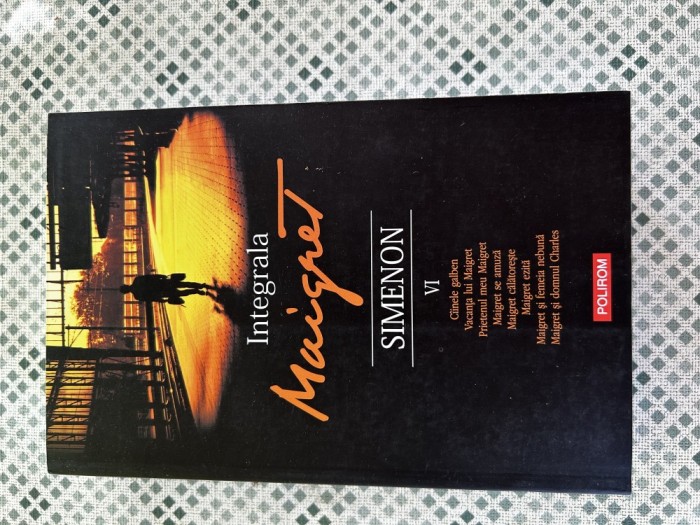 Integrala
Maigret
SIMENON
VI
Cîinele galben
Vacanța lui Maigret
Prietenul meu Maigret
Maigret se amuză
Maigret călătorește
Maigret ezită
Maigret și femeia nebună
Maigret și domnul Charles
POLIROM